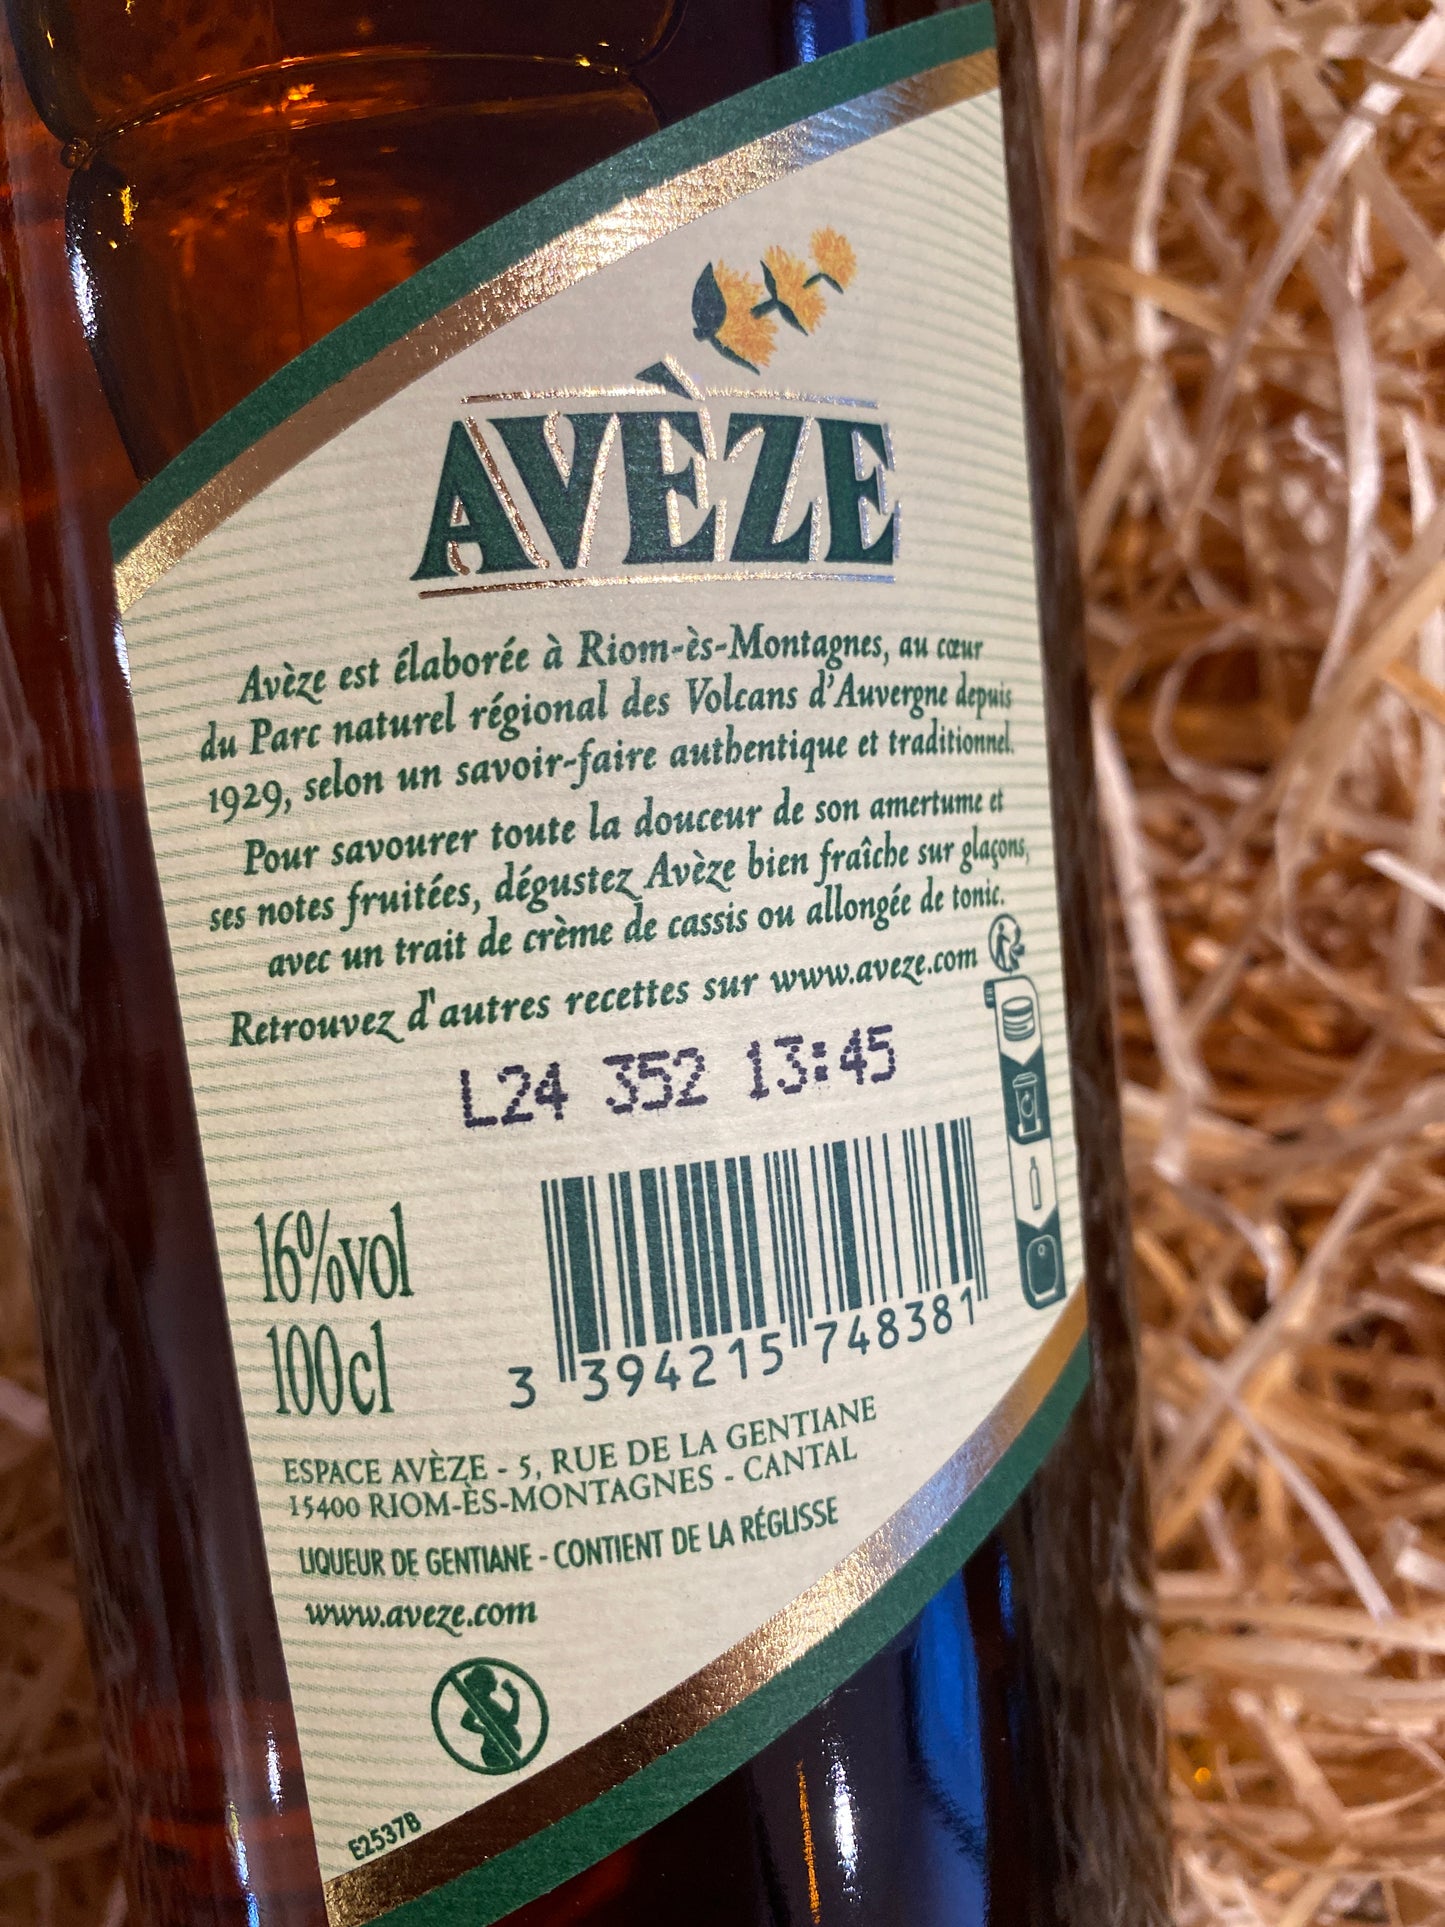 AVÈZE
Avèze est élaborée à Riom-ès-Montagnes, au cœur
du Parc naturel régional des Volcans d'Auvergne depuis
1929, selon un savoir-faire authentique et traditionnel.
Pour savourer toute la douceur de son amertume et
ses notes fruitées, dégustez Avèze bien fraîche sur glaçons,
avec un trait de crème de cassis ou allongée de tonic.
Retrouvez d'autres recettes sur www.aveze.com
L24 352 13:45
16%vol
100cl
3 394215 748381
ESPACE AVÈZE - 5, RUE DE LA GENTIANE
15400 RIOM-ÈS-MONTAGNES - CANTAL
LIQUEUR DE GENTIANE - CONTIENT DE LA RÉGLISSE
www.aveze.com
E2537B